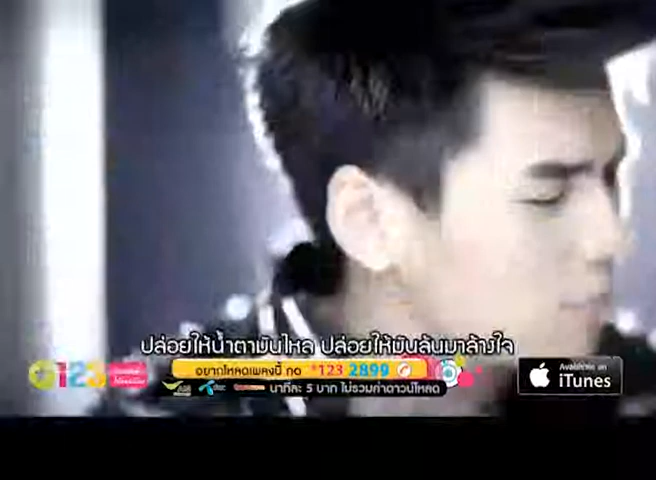 ปล่อยให้น้ำตามันไหล ปล่อยให้มันล้นมาล้างใจ
*123
อยากโหลดเพลงนี้ กด *123 2899
นาทีละ 5 บาท ไม่รวมค่าดาวน์โหลด
Available on
iTunes